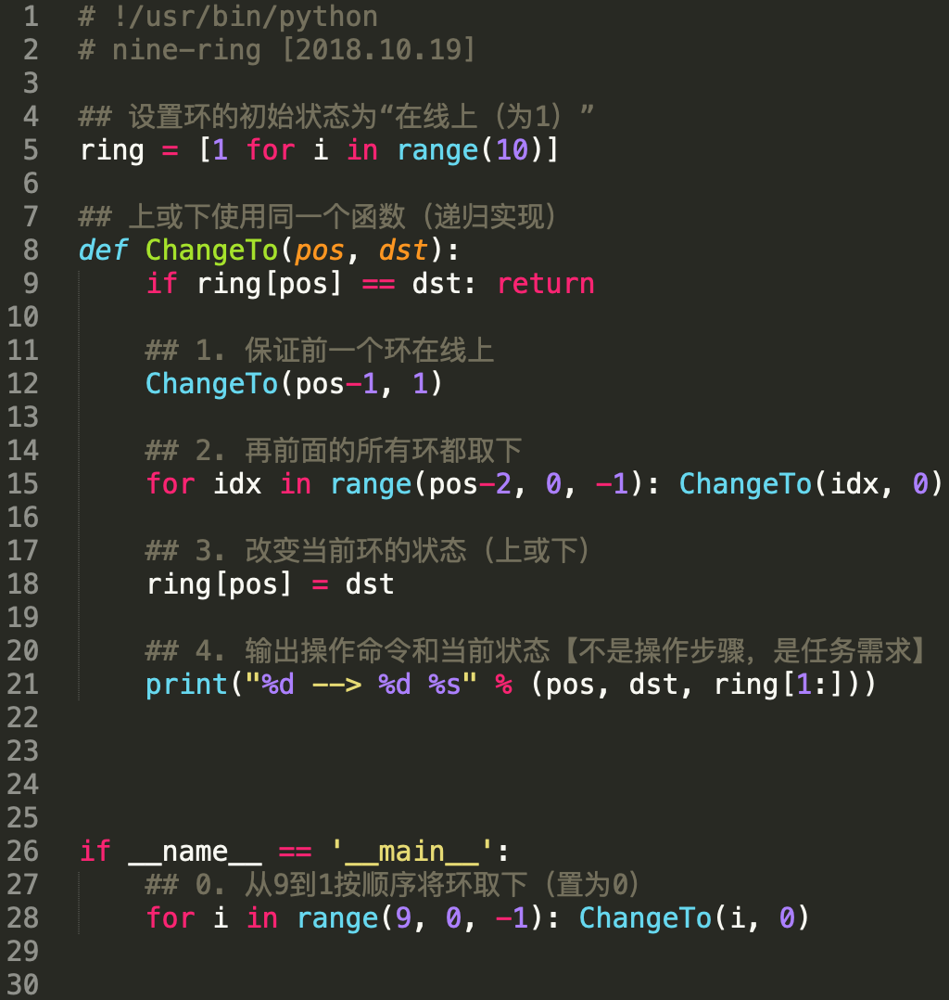 1 # !/usr/bin/python
2 # nine-ring [2018.10.19]
3
4 ## 设置环的初始状态为“在线上（为1）”
5 ring = [1 for i in range(10)]
6
7 ## 上或下使用同一个函数（递归实现）
8 def ChangeTo(pos, dst):
9     if ring[pos] == dst: return
10
11     ## 1. 保证前一个环在线上
12     ChangeTo(pos-1, 1)
13
14     ## 2. 再前面的所有环都取下
15     for idx in range(pos-2, 0, -1): ChangeTo(idx, 0)
16
17     ## 3. 改变当前环的状态（上或下）
18     ring[pos] = dst
19
20     ## 4. 输出操作命令和当前状态【不是操作步骤，是任务需求】
21     print("%d --> %d %s" % (pos, dst, ring[1:]))
22
23
24
25
26 if __name__ == '__main__':
27     ## 0. 从9到1按顺序将环取下（置为0）
28     for i in range(9, 0, -1): ChangeTo(i, 0)
29
30